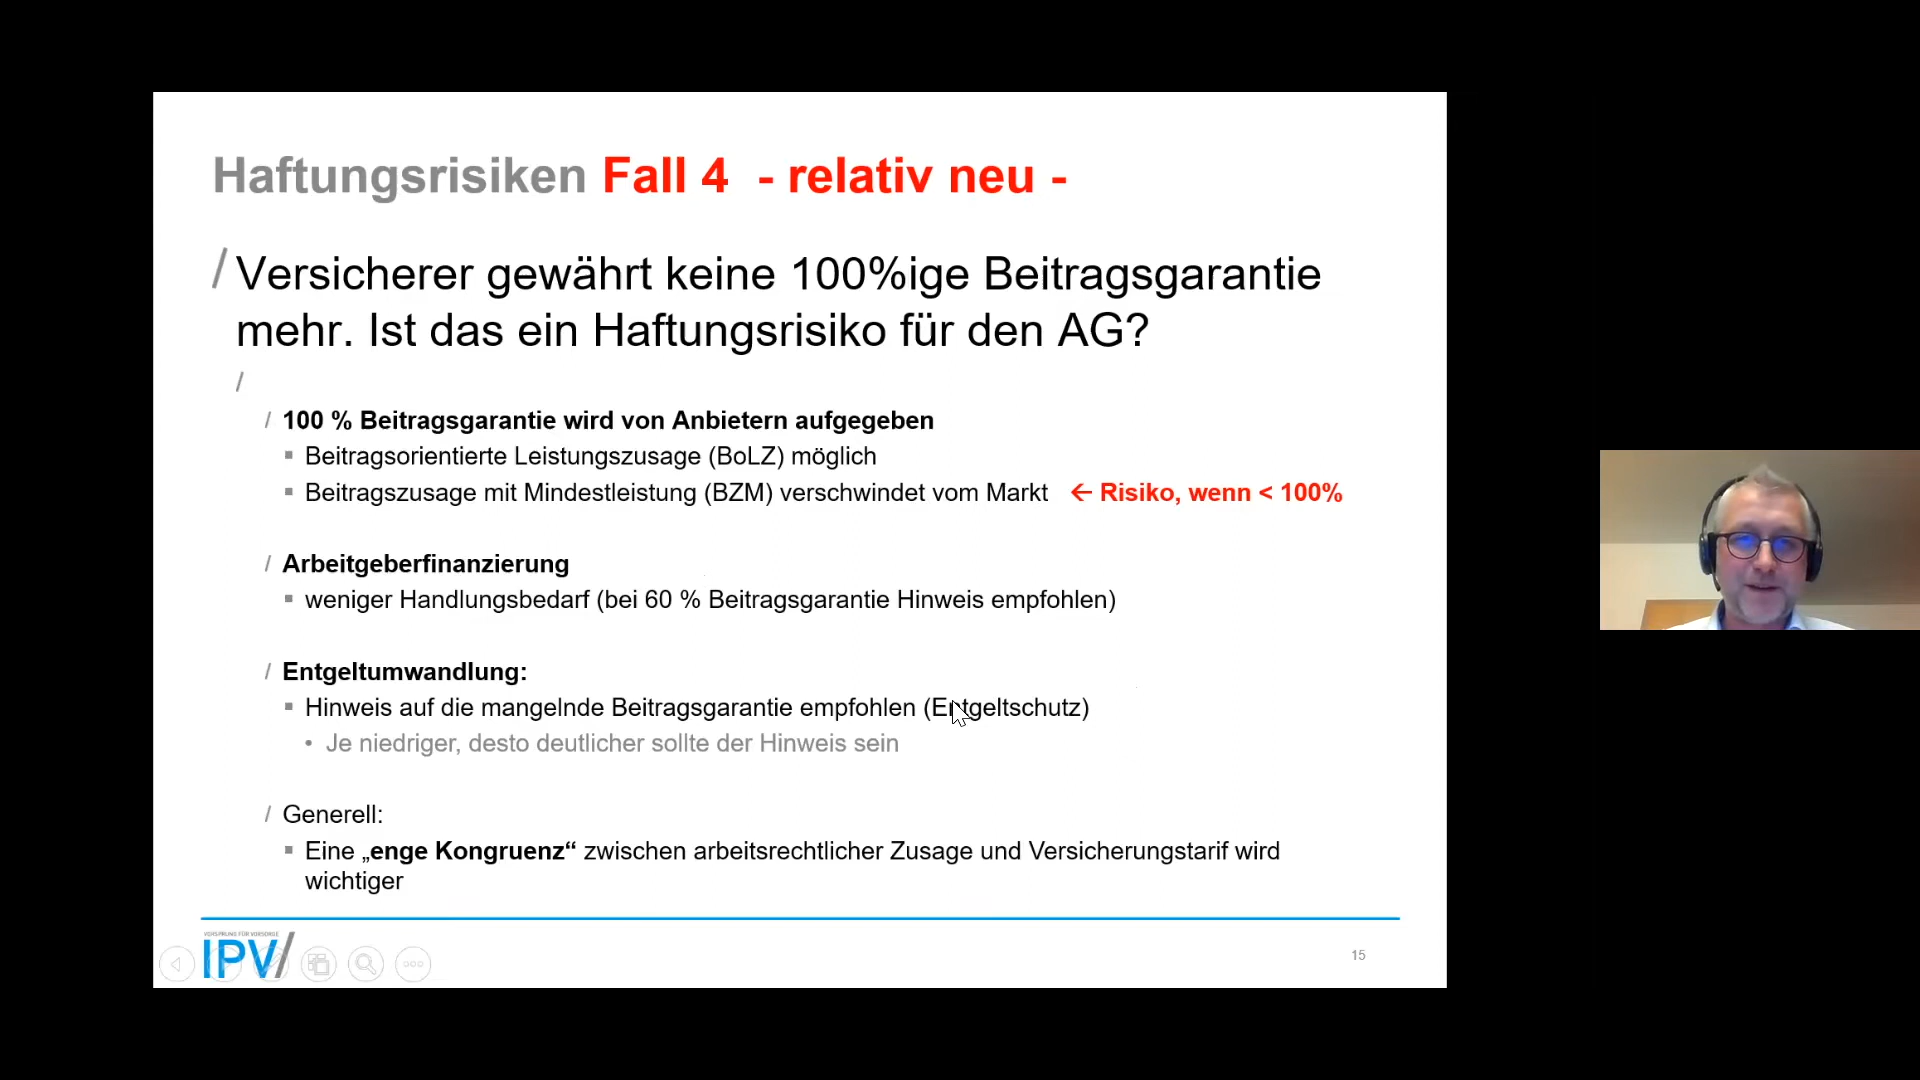 Haftungsrisiken Fall 4 - relativ neu -
/ Versicherer gewährt keine 100%ige Beitragsgarantie
mehr. Ist das ein Haftungsrisiko für den AG?
/
/ 100 % Beitragsgarantie wird von Anbietern aufgegeben
▪ Beitragsorientierte Leistungszusage (BoLZ) möglich
▪ Beitragszusage mit Mindestleistung (BZM) verschwindet vom Markt ← Risiko, wenn < 100%
/ Arbeitgeberfinanzierung
▪ weniger Handlungsbedarf (bei 60 % Beitragsgarantie Hinweis empfohlen)
/ Entgeltumwandlung:
▪ Hinweis auf die mangelnde Beitragsgarantie empfohlen (Entgeltschutz)
• Je niedriger, desto deutlicher sollte der Hinweis sein
/ Generell:
▪ Eine „enge Kongruenz“ zwischen arbeitsrechtlicher Zusage und Versicherungstarif wird
wichtiger
VORSPRUNG FÜR VORSORGE
IPV/
15